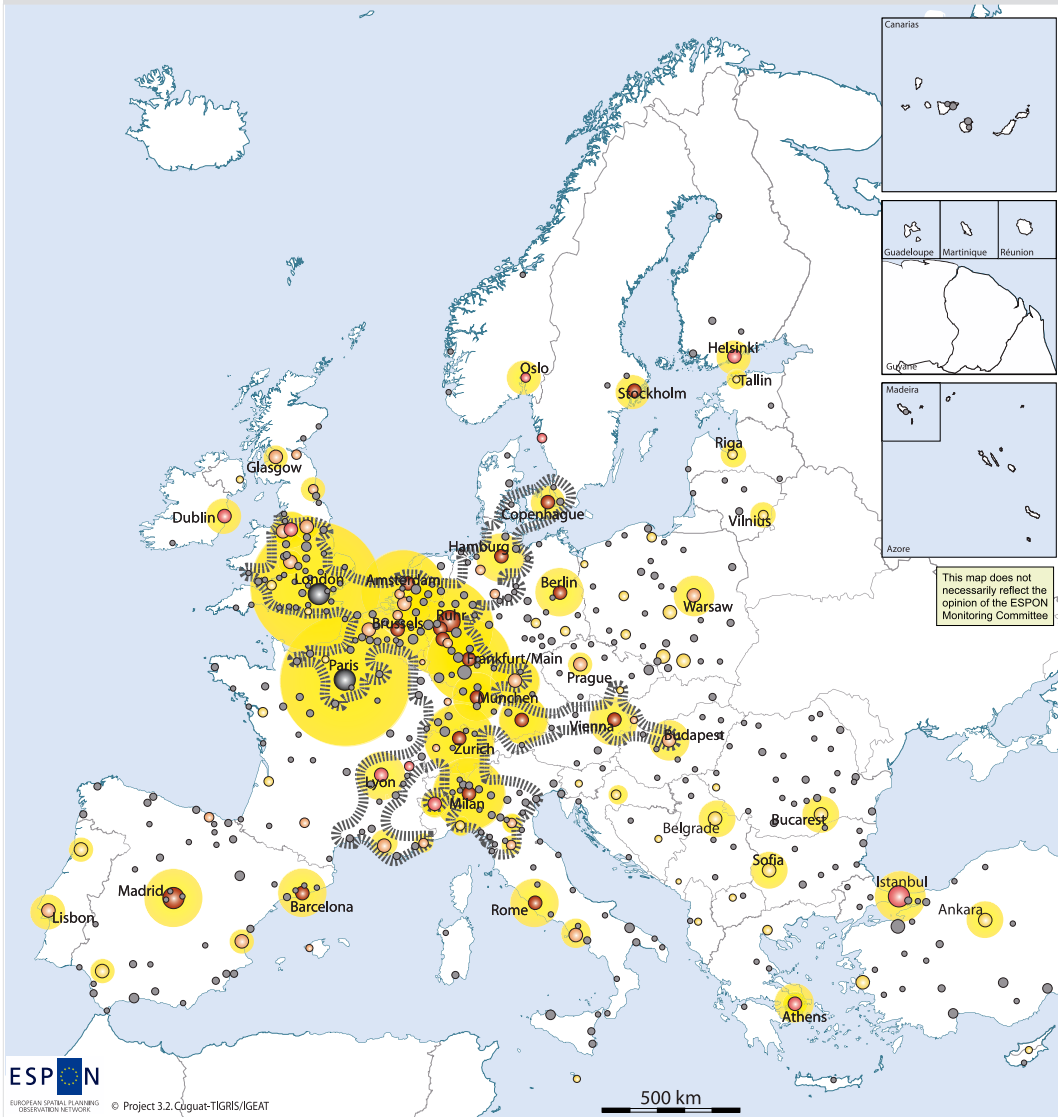 Canarias
Guadeloupe
Martinique
Réunion
Guyane
Madeira
Azore
This map does not
necessarily reflect the
opinion of the ESPON
Monitoring Committee
Helsinki
Oslo
Tallin
Stockholm
Riga
Glasgow
Dublin
Vilnius
Copenhague
Hamburg
London
Amsterdam
Berlin
Warsaw
Brussels
Ruhr
Paris
Frankfurt/Main
Prague
München
Vienna
Budapest
Zurich
Lyon
Milan
Belgrade
Bucarest
Sofia
Madrid
Barcelona
Istanbul
Lisbon
Rome
Ankara
Athens
ESPON
EUROPEAN SPATIAL PLANNING
OBSERVATION NETWORK
© Project 3.2. Cuguat-TIGRIS/IGEAT
500 km